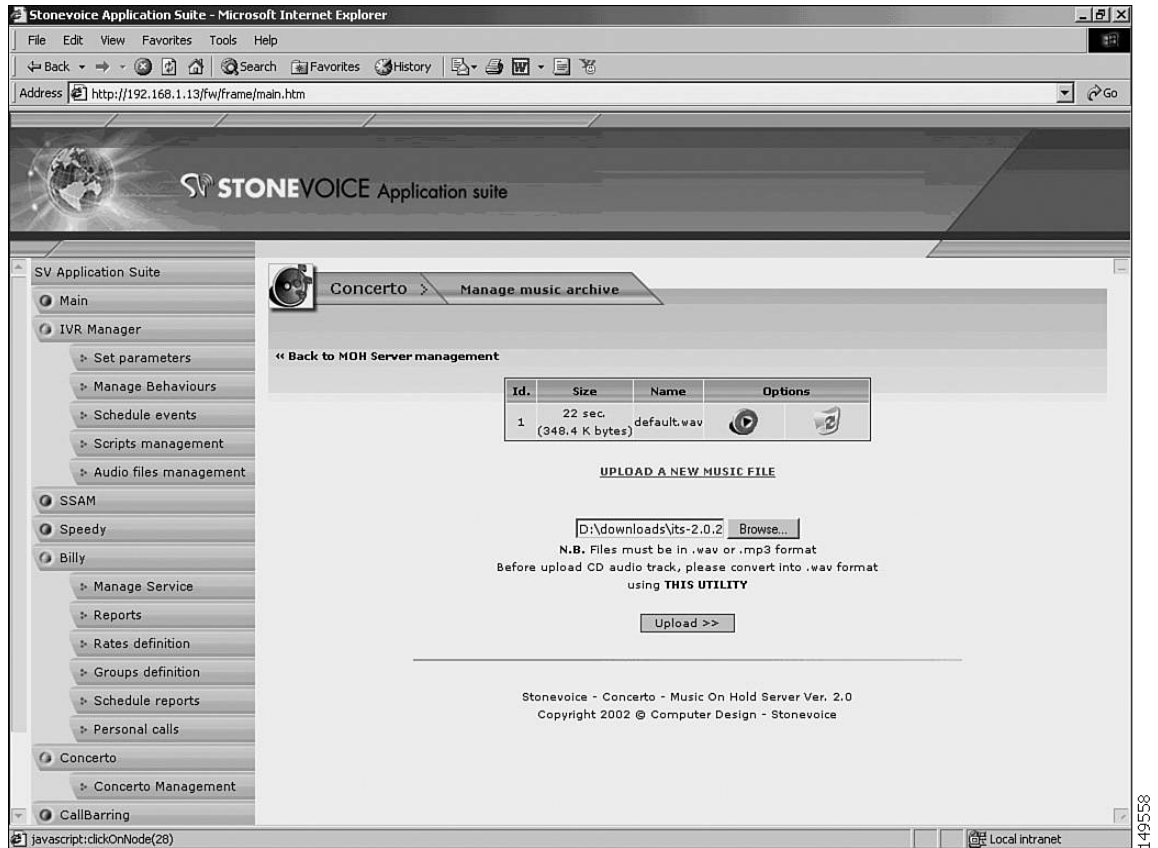 Stonevoice Application Suite - Microsoft Internet Explorer
File Edit View Favorites Tools Help
Back Search Favorites History
Address http://192.168.1.13/fw/frame/main.htm Go
SV STONEVOICE Application suite
SV Application Suite
Main
IVR Manager
Set parameters
Manage Behaviours
Schedule events
Scripts management
Audio files management
SSAM
Speedy
Billy
Manage Service
Reports
Rates definition
Groups definition
Schedule reports
Personal calls
Concerto
Concerto Management
CallBarring
Concerto > Manage music archive
‹‹ Back to MOH Server management
Id. Size Name Options
1 22 sec. (348.4 K bytes) default.wav
UPLOAD A NEW MUSIC FILE
D:\downloads\its-2.0.2 Browse...
N.B. Files must be in .wav or .mp3 format
Before upload CD audio track, please convert into .wav format
using THIS UTILITY
Upload >>
Stonevoice - Concerto - Music On Hold Server Ver. 2.0
Copyright 2002 © Computer Design - Stonevoice
javascript:clickOnNode(28) Local intranet
149558